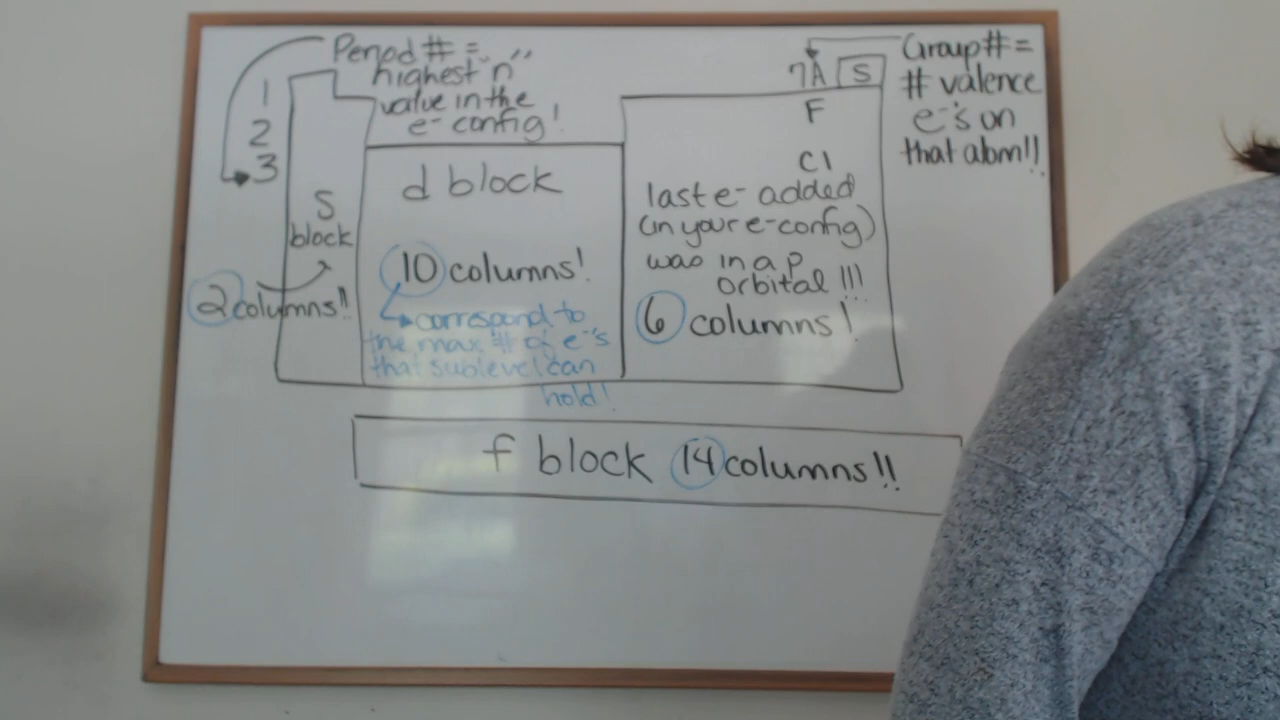 Period # =
highest "n"
value in the
e- config!
1
2
3
S
block
2 columns!!
d block
10 columns!
correspond to
the max # of e-'s
that sublevel can
hold!
7A S
F
Cl
last e- added
(in your e-config)
was in a p
orbital !!!
6 columns!
Group # =
# valence
e-'s on
that atom!!
f block 14 columns!!